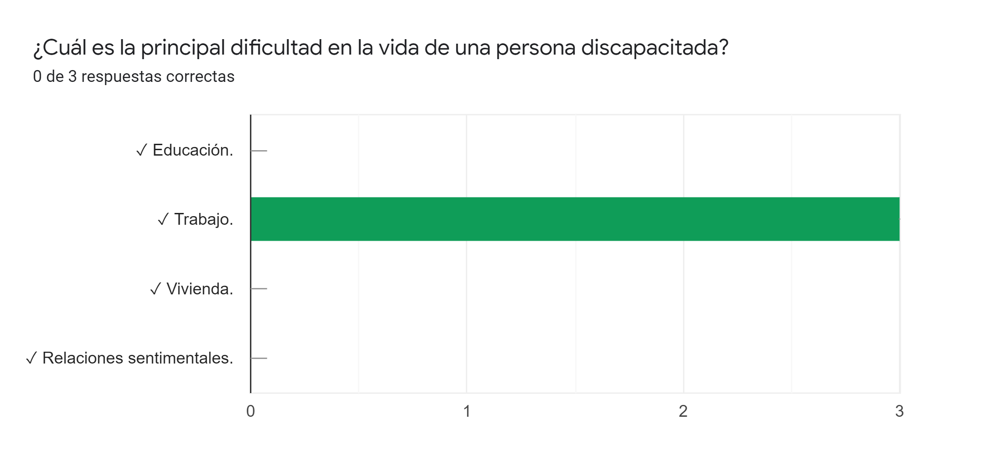 ¿Cuál es la principal dificultad en la vida de una persona discapacitada?
0 de 3 respuestas correctas
✓ Educación.
✓ Trabajo.
✓ Vivienda.
✓ Relaciones sentimentales.
0 1 2 3